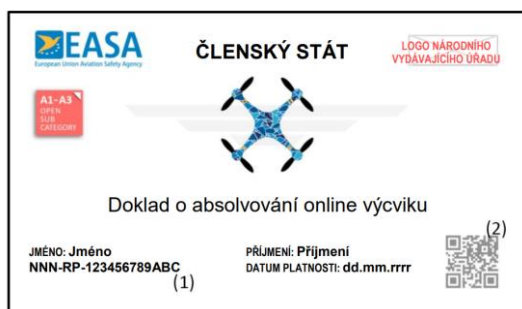 EASA
European Union Aviation Safety Agency
ČLENSKÝ STÁT
LOGO NÁRODNÍHO
VYDÁVAJÍCÍHO ÚŘADU
A1-A3
OPEN
SUB
CATEGORY
Doklad o absolvování online výcviku
JMÉNO: Jméno
NNN-RP-123456789ABC
(1)
PŘÍJMENÍ: Příjmení
DATUM PLATNOSTI: dd.mm.rrrr
(2)